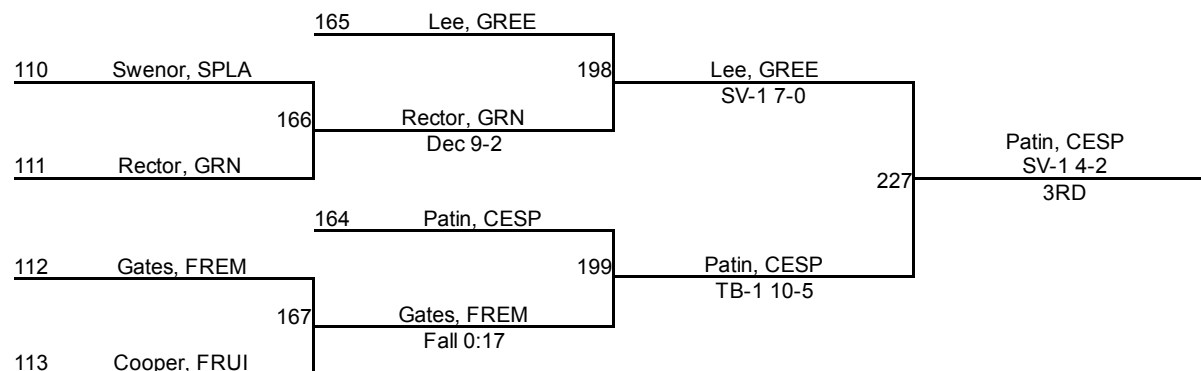 165 Lee, GREE
110 Swenor, SPLA
198 Lee, GREE
SV-1 7-0
166 Rector, GRN
Dec 9-2
111 Rector, GRN
Patin, CESP
227 SV-1 4-2
3RD
164 Patin, CESP
112 Gates, FREM
199 Patin, CESP
TB-1 10-5
167 Gates, FREM
Fall 0:17
113 Cooper, FRUI